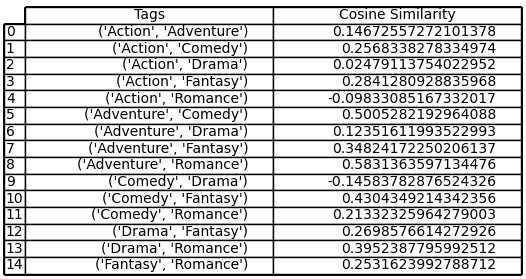 Tags Cosine Similarity
0 ('Action', 'Adventure') 0.14672557272101378
1 ('Action', 'Comedy') 0.2568338278334974
2 ('Action', 'Drama') 0.02479113754022952
3 ('Action', 'Fantasy') 0.2841280928835968
4 ('Action', 'Romance') -0.09833085167332017
5 ('Adventure', 'Comedy') 0.5005282192964088
6 ('Adventure', 'Drama') 0.12351611993522993
7 ('Adventure', 'Fantasy') 0.34824172250206137
8 ('Adventure', 'Romance') 0.5831363597134476
9 ('Comedy', 'Drama') -0.14583782876524326
10 ('Comedy', 'Fantasy') 0.4304349214342356
11 ('Comedy', 'Romance') 0.21332325964279003
12 ('Drama', 'Fantasy') 0.2698576614272926
13 ('Drama', 'Romance') 0.3952387795992512
14 ('Fantasy', 'Romance') 0.2531623992788712